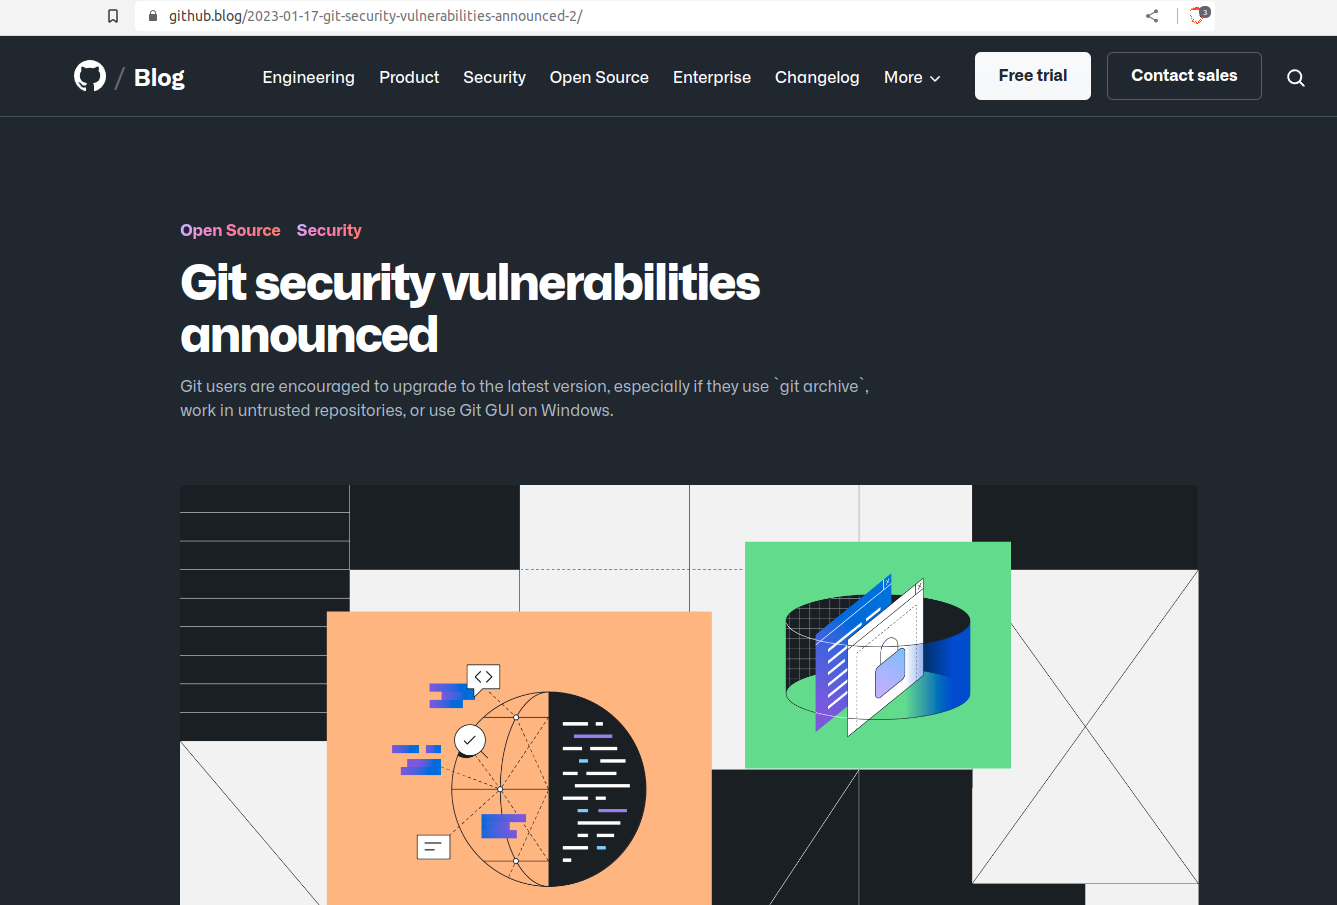 github.blog/2023-01-17-git-security-vulnerabilities-announced-2/
3
/ Blog
Engineering
Product
Security
Open Source
Enterprise
Changelog
More
Free trial
Contact sales
Open Source Security
Git security vulnerabilities
announced
Git users are encouraged to upgrade to the latest version, especially if they use `git archive`,
work in untrusted repositories, or use Git GUI on Windows.